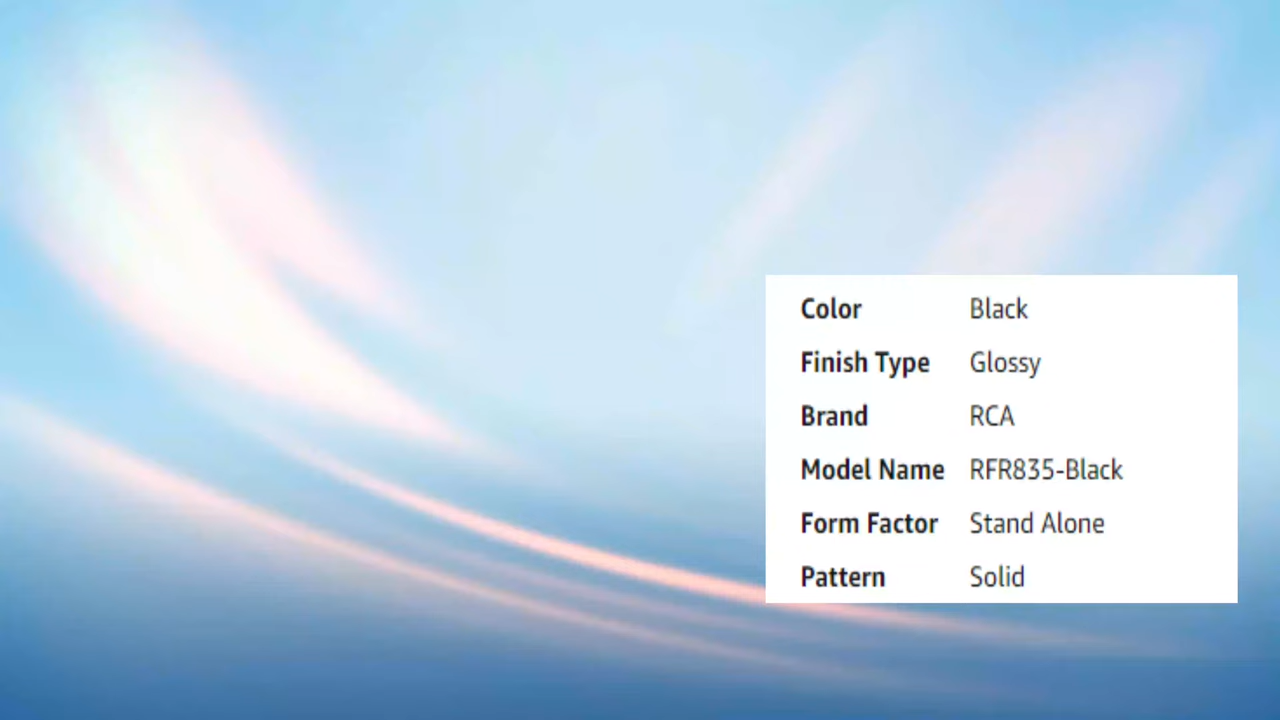 Color Black
Finish Type Glossy
Brand RCA
Model Name RFR835-Black
Form Factor Stand Alone
Pattern Solid